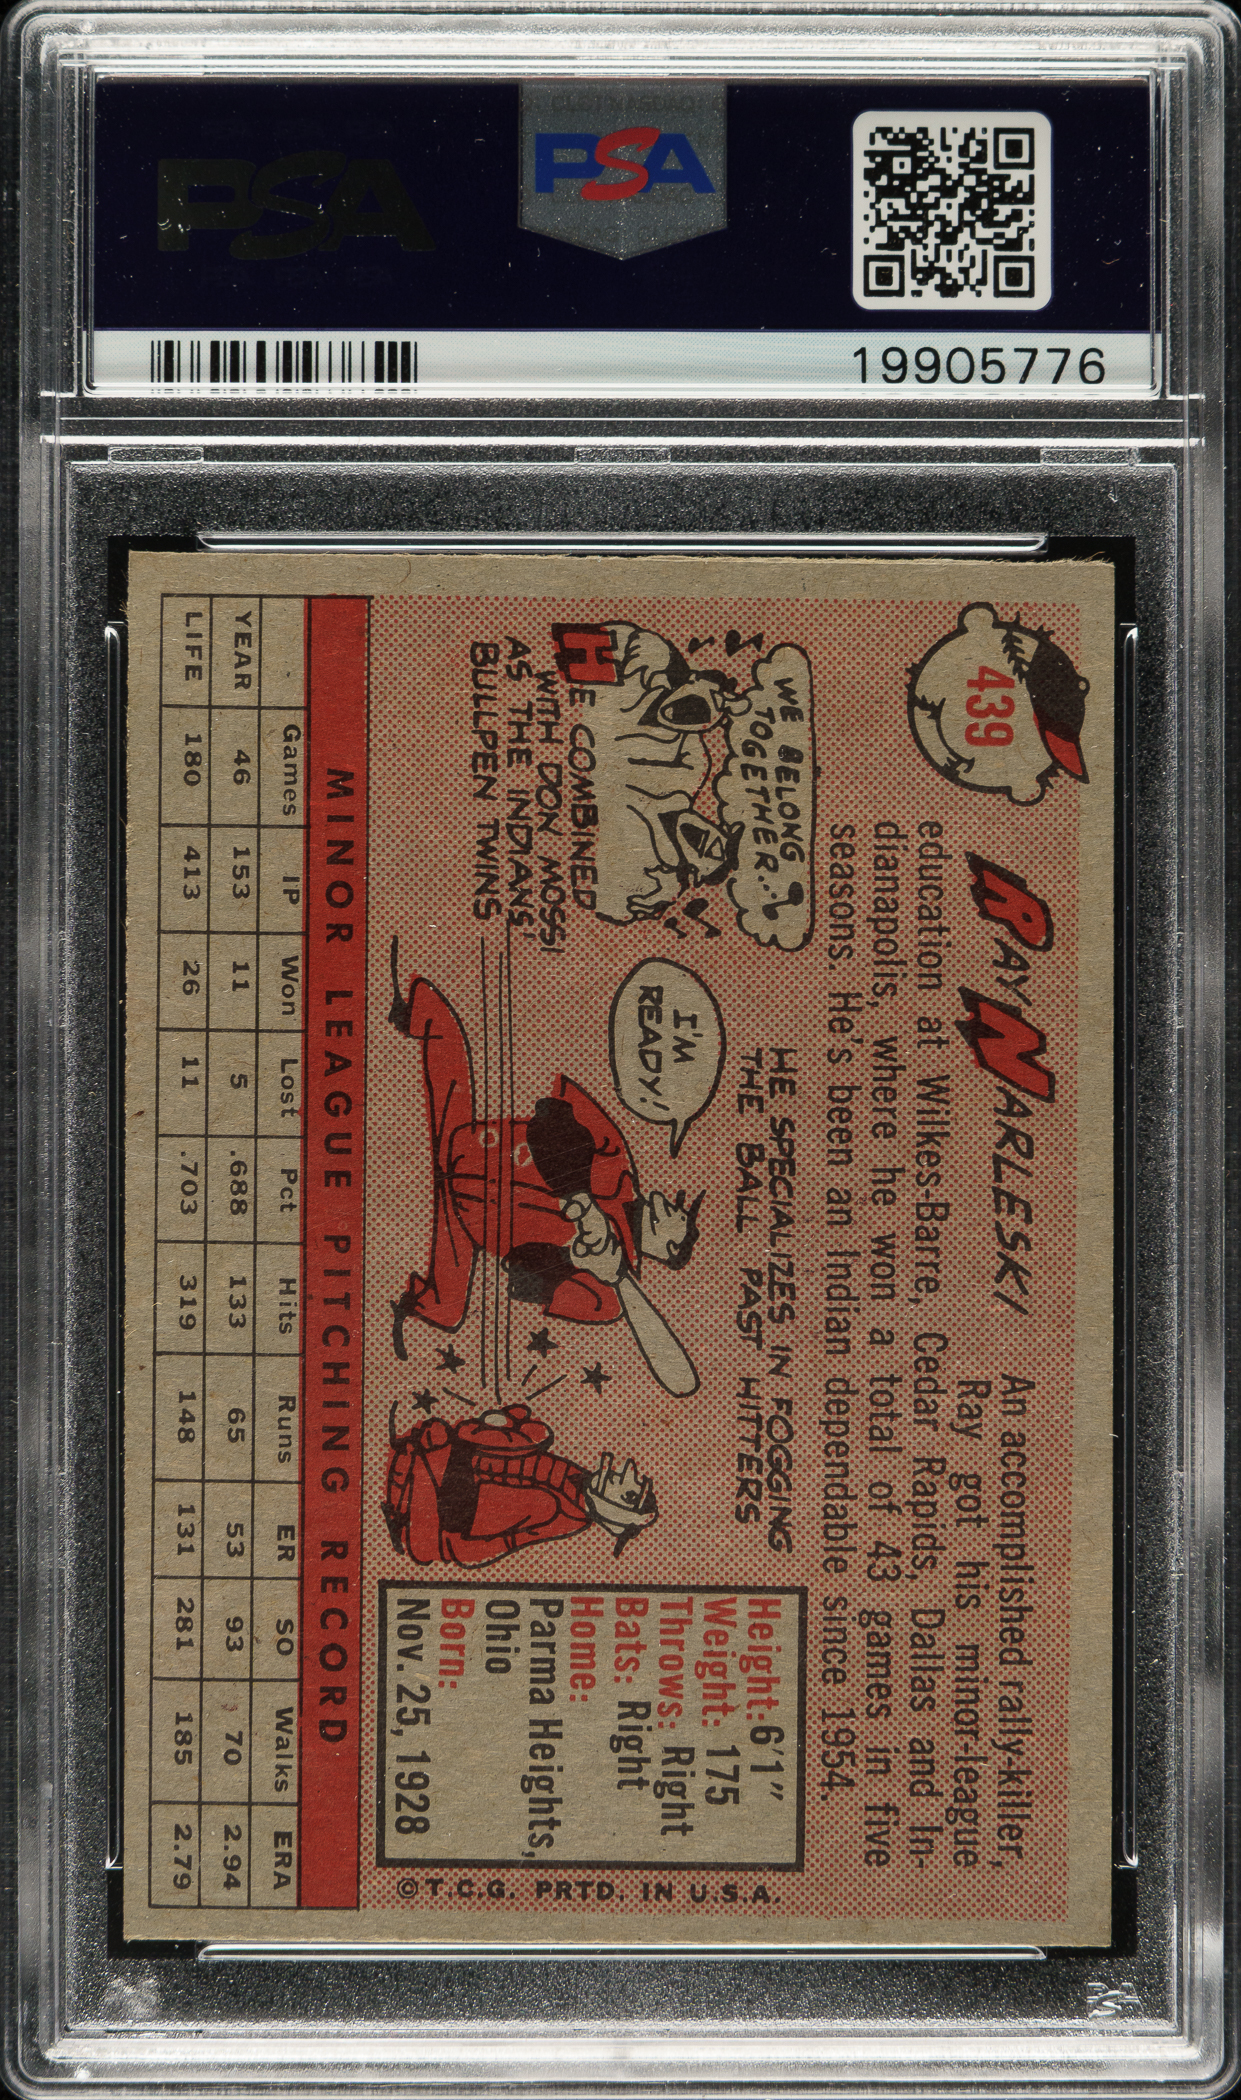 PSA
PSA
19905776
439
RAY NARLESKI
An accomplished rally-killer,
Ray got his minor-league
education at Wilkes-Barre, Cedar Rapids, Dallas and In-
dianapolis, where he won a total of 43 games in five
seasons. He's been an Indian dependable since 1954.
WE BELONG
TOGETHER...
HE COMBINED
WITH DON MOSSI
AS THE INDIANS'
BULLPEN TWINS
HE SPECIALIZES IN FOGGING
THE BALL PAST HITTERS
I'M
READY!
Height: 6'1"
Weight: 175
Throws: Right
Bats: Right
Home:
Parma Heights,
Ohio
Born:
Nov. 25, 1928
© T.C.G. PRTD. IN U.S.A.
MINOR LEAGUE PITCHING RECORD
Games IP Won Lost Pct Hits Runs ER SO Walks ERA
YEAR 46 153 11 5 .688 133 65 53 93 70 2.94
LIFE 180 413 26 11 .703 319 148 131 281 185 2.79
PSA